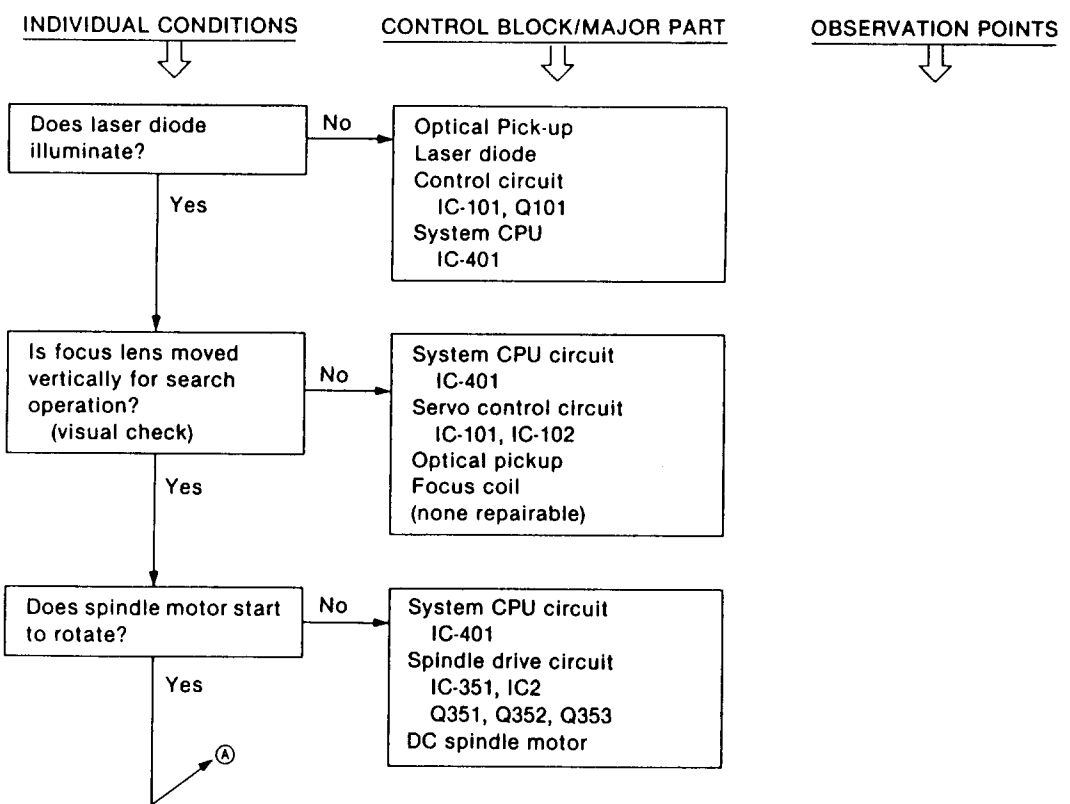 INDIVIDUAL CONDITIONS
CONTROL BLOCK/MAJOR PART
OBSERVATION POINTS
Does laser diode
illuminate?
No
Optical Pick-up
Laser diode
Control circuit
IC-101, Q101
System CPU
IC-401
Yes
Is focus lens moved
vertically for search
operation?
(visual check)
No
System CPU circuit
IC-401
Servo control circuit
IC-101, IC-102
Optical pickup
Focus coil
(none repairable)
Yes
Does spindle motor start
to rotate?
No
System CPU circuit
IC-401
Spindle drive circuit
IC-351, IC2
Q351, Q352, Q353
DC spindle motor
Yes
Ⓐ